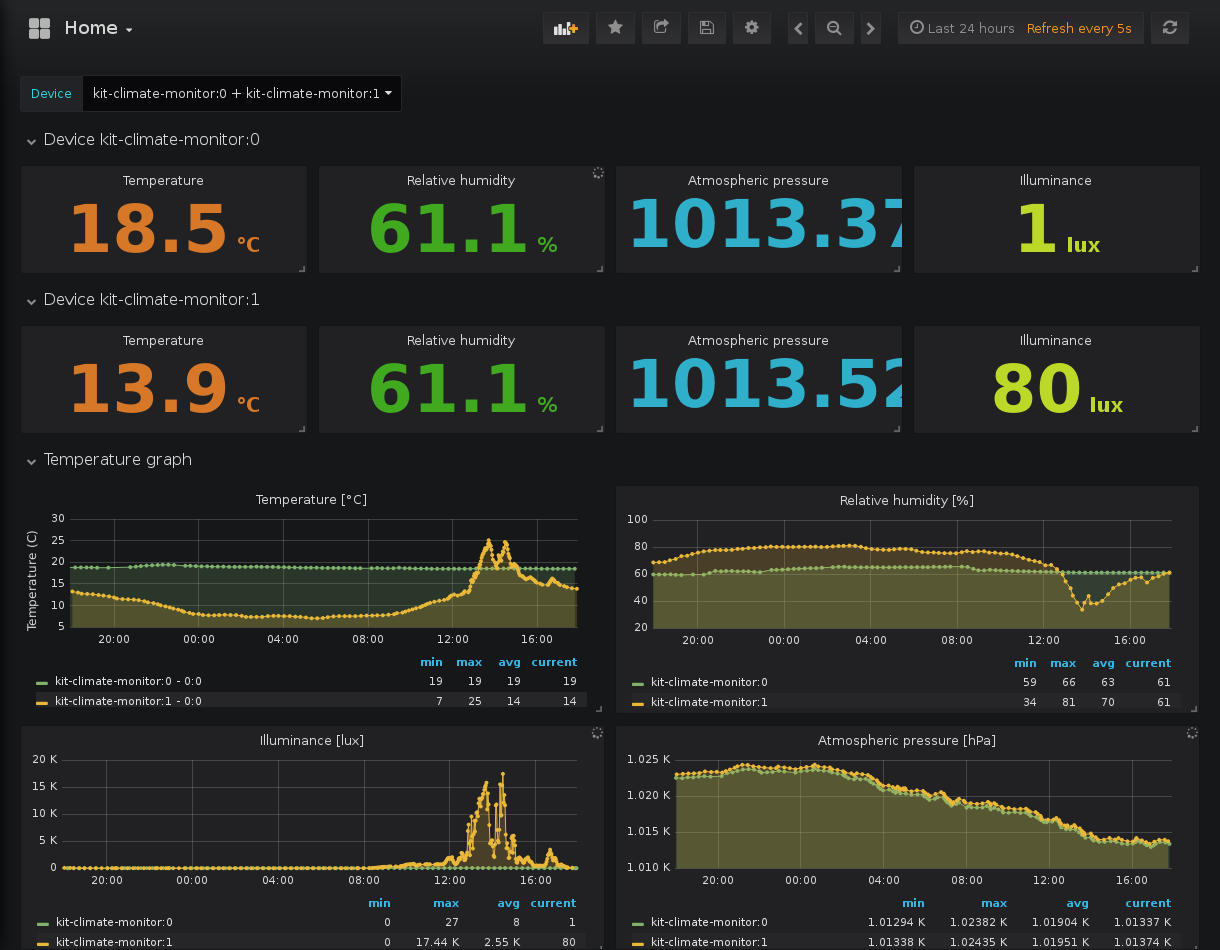 Home
Last 24 hours Refresh every 5s
Device kit-climate-monitor:0 + kit-climate-monitor:1
Device kit-climate-monitor:0
Temperature Relative humidity Atmospheric pressure Illuminance
18.5 °C 61.1 % 1013.37 1 lux
Device kit-climate-monitor:1
Temperature Relative humidity Atmospheric pressure Illuminance
13.9 °C 61.1 % 1013.52 80 lux
Temperature graph
Temperature [°C]
Temperature (C)
30
25
20
15
10
5
20:00 00:00 04:00 08:00 12:00 16:00
min max avg current
kit-climate-monitor:0 - 0:0 19 19 19 19
kit-climate-monitor:1 - 0:0 7 25 14 14
Relative humidity [%]
100
80
60
40
20
20:00 00:00 04:00 08:00 12:00 16:00
min max avg current
kit-climate-monitor:0 59 66 63 61
kit-climate-monitor:1 34 81 70 61
Illuminance [lux]
20 K
15 K
10 K
5 K
0
20:00 00:00 04:00 08:00 12:00 16:00
min max avg current
kit-climate-monitor:0 0 27 8 1
kit-climate-monitor:1 0 17.44 K 2.55 K 80
Atmospheric pressure [hPa]
1.025 K
1.020 K
1.015 K
1.010 K
20:00 00:00 04:00 08:00 12:00 16:00
min max avg current
kit-climate-monitor:0 1.01294 K 1.02382 K 1.01904 K 1.01337 K
kit-climate-monitor:1 1.01338 K 1.02435 K 1.01951 K 1.01374 K